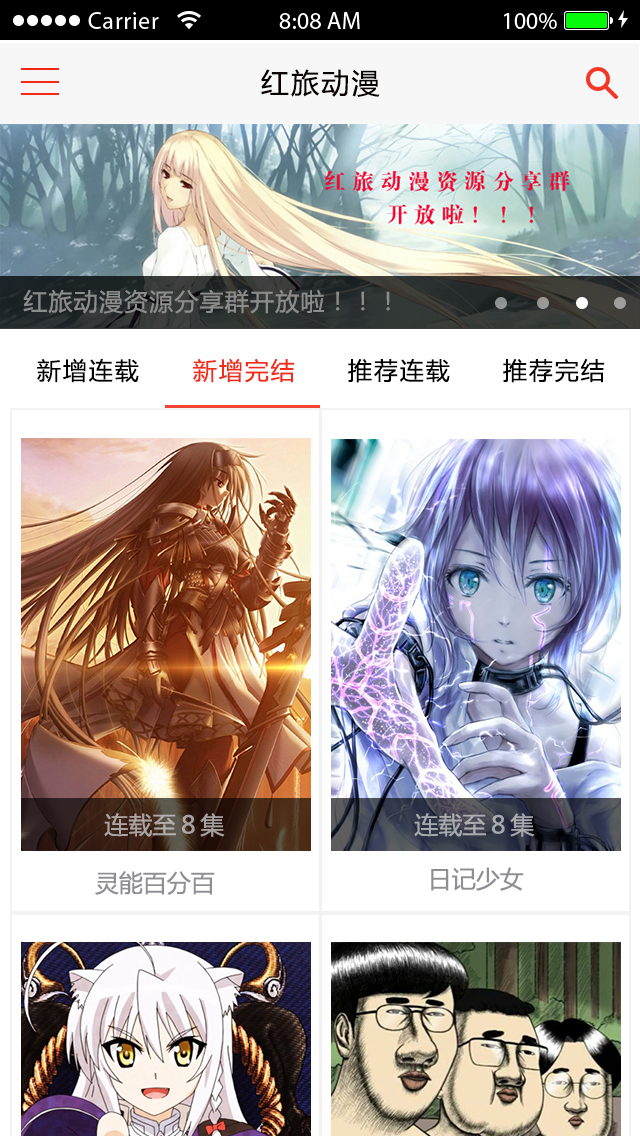 Carrier 8:08 AM 100%
红旅动漫
红旅动漫资源分享群
开放啦！！！
红旅动漫资源分享群开放啦！！！
新增连载 新增完结 推荐连载 推荐完结
连载至 8 集 连载至 8 集
灵能百分百 日记少女